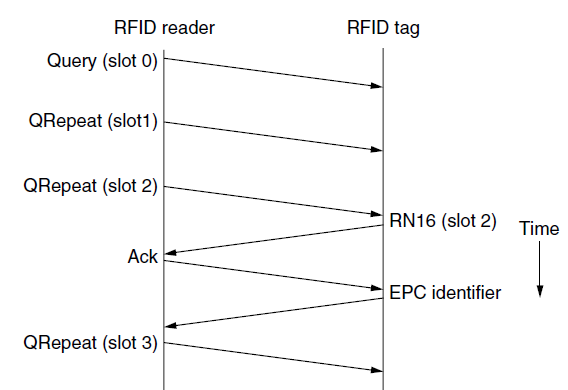 RFID reader
RFID tag
Query (slot 0)
QRepeat (slot1)
QRepeat (slot 2)
RN16 (slot 2)
Time
Ack
EPC identifier
QRepeat (slot 3)